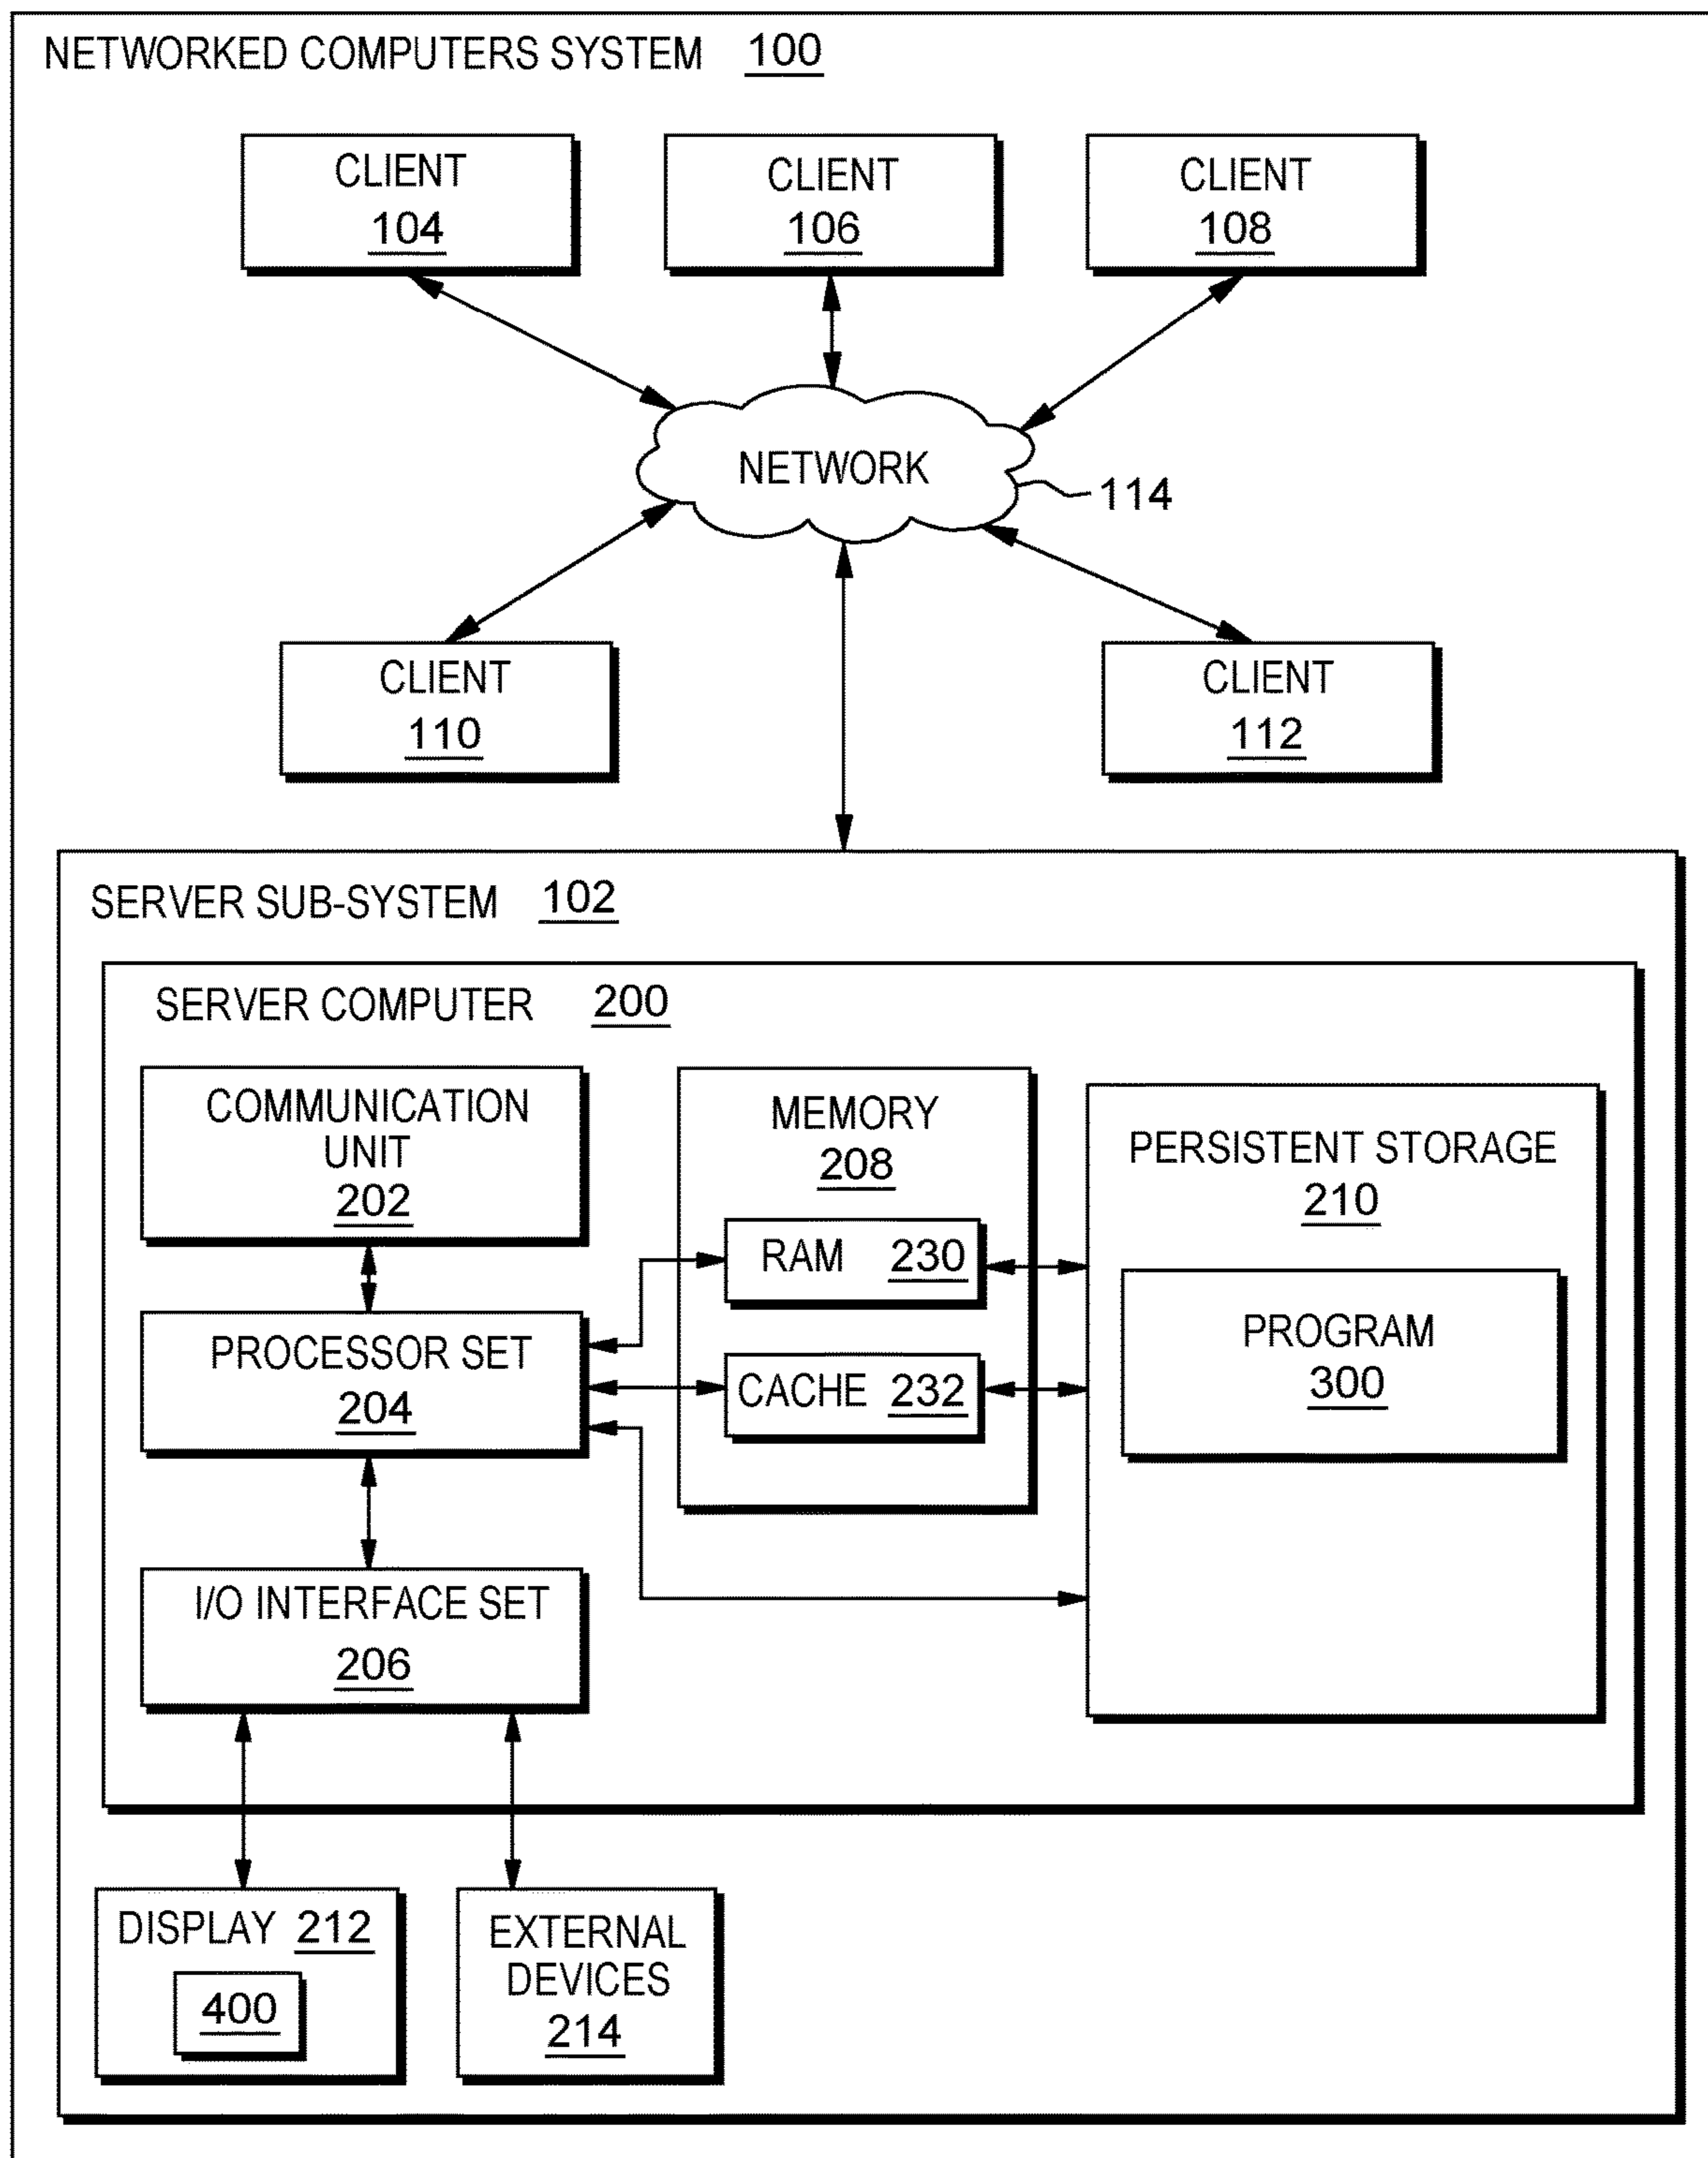 NETWORKED COMPUTERS SYSTEM 100
CLIENT
104
CLIENT
106
CLIENT
108
NETWORK
114
CLIENT
110
CLIENT
112
SERVER SUB-SYSTEM 102
SERVER COMPUTER 200
COMMUNICATION
UNIT
202
PROCESSOR SET
204
I/O INTERFACE SET
206
MEMORY
208
RAM 230
CACHE 232
PERSISTENT STORAGE
210
PROGRAM
300
DISPLAY 212
400
EXTERNAL
DEVICES
214